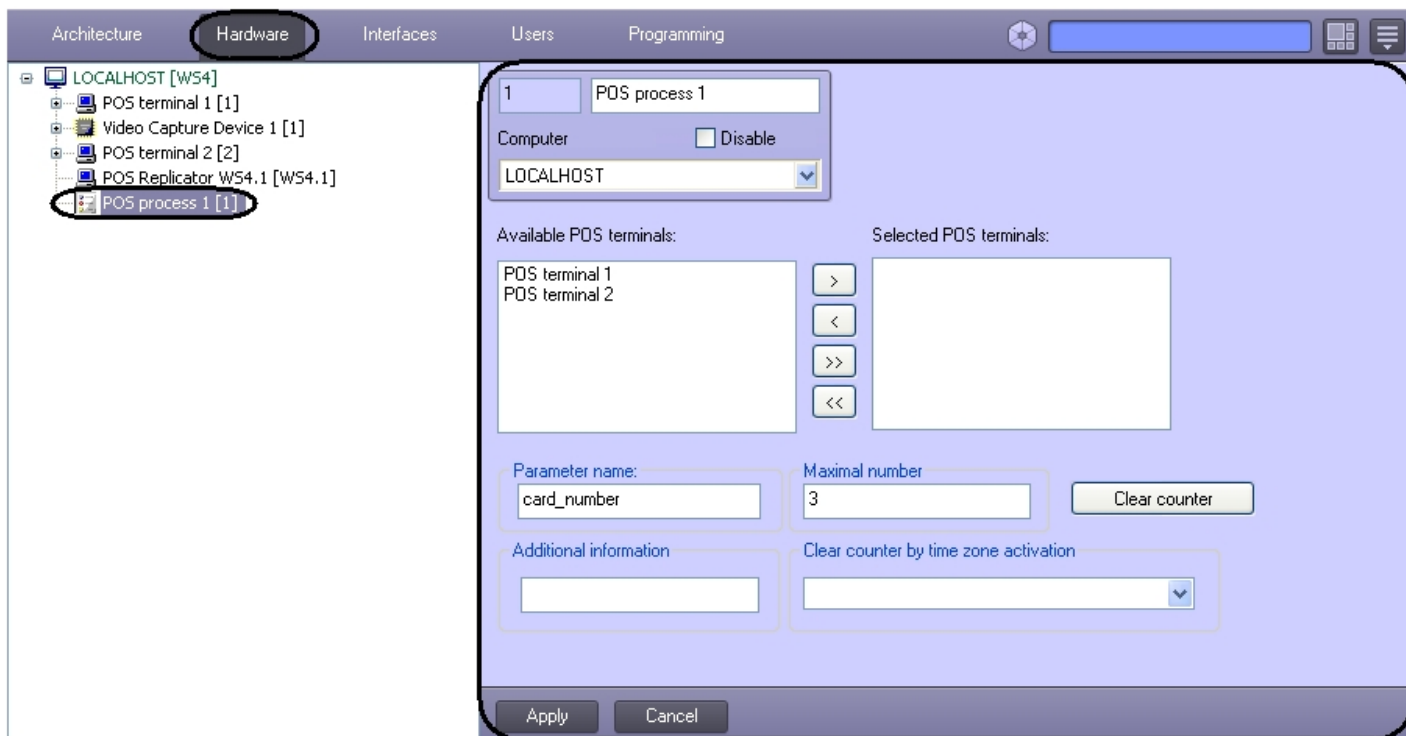 Architecture Hardware Interfaces Users Programming
LOCALHOST [WS4]
POS terminal 1 [1]
Video Capture Device 1 [1]
POS terminal 2 [2]
POS Replicator WS4.1 [WS4.1]
POS process 1 [1]
1 POS process 1
Computer Disable
LOCALHOST
Available POS terminals: Selected POS terminals:
POS terminal 1
POS terminal 2
>
<
>>
<<
Parameter name: Maximal number
card_number 3 Clear counter
Additional information Clear counter by time zone activation
Apply Cancel